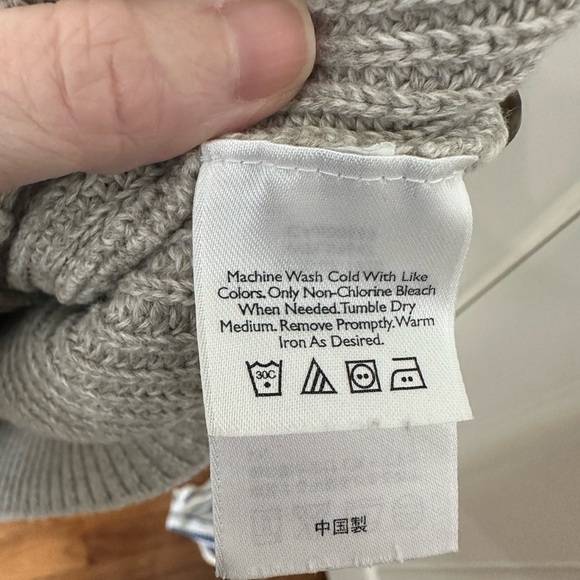 Machine Wash Cold With Like
Colors. Only Non-Chlorine Bleach
When Needed. Tumble Dry
Medium. Remove Promptly. Warm
Iron As Desired.
30C
中国製